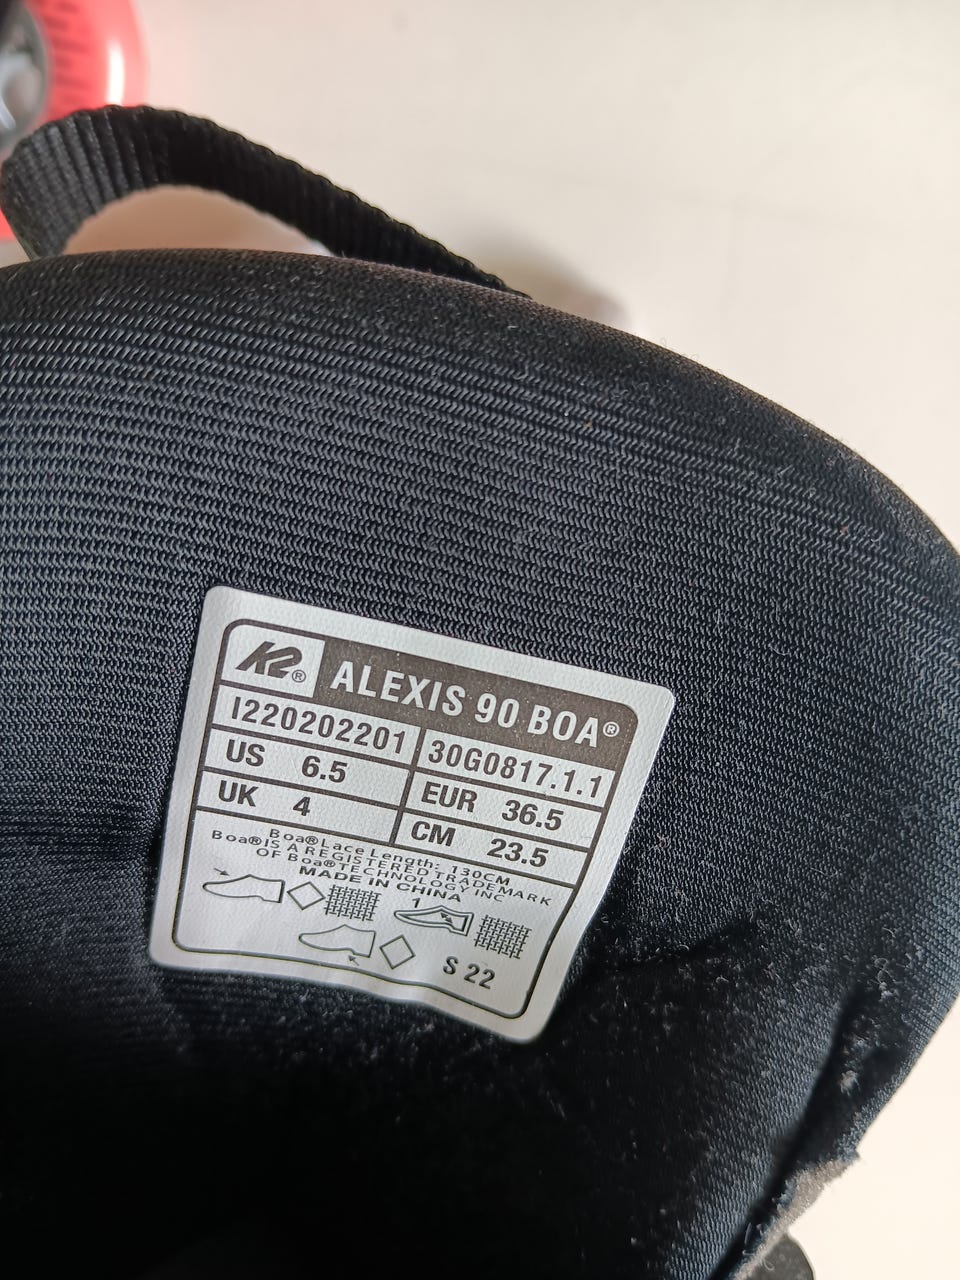 K2® ALEXIS 90 BOA®
I220202201 30G0817.1.1
US 6.5 EUR 36.5
UK 4 CM 23.5
Boa® Lace Length: 130CM
Boa® IS A REGISTERED TRADEMARK
OF Boa® TECHNOLOGY INC
MADE IN CHINA
1
S 22